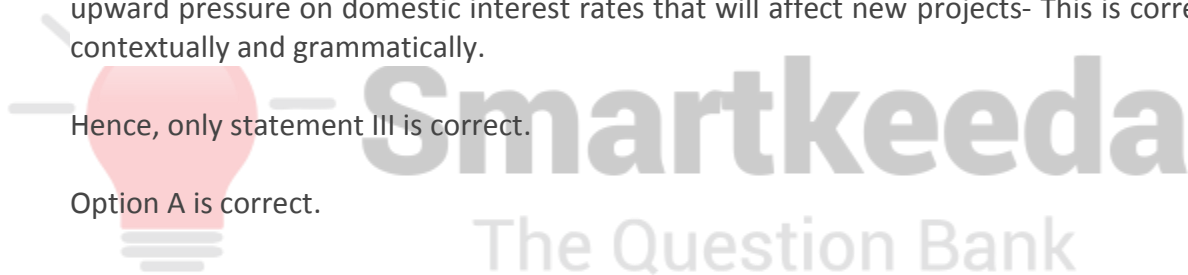 upward pressure on domestic interest rates that will affect new projects- This is corre
contextually and grammatically.
Smartkeeda
Hence, only statement III is correct.
Option A is correct.
The Question Bank